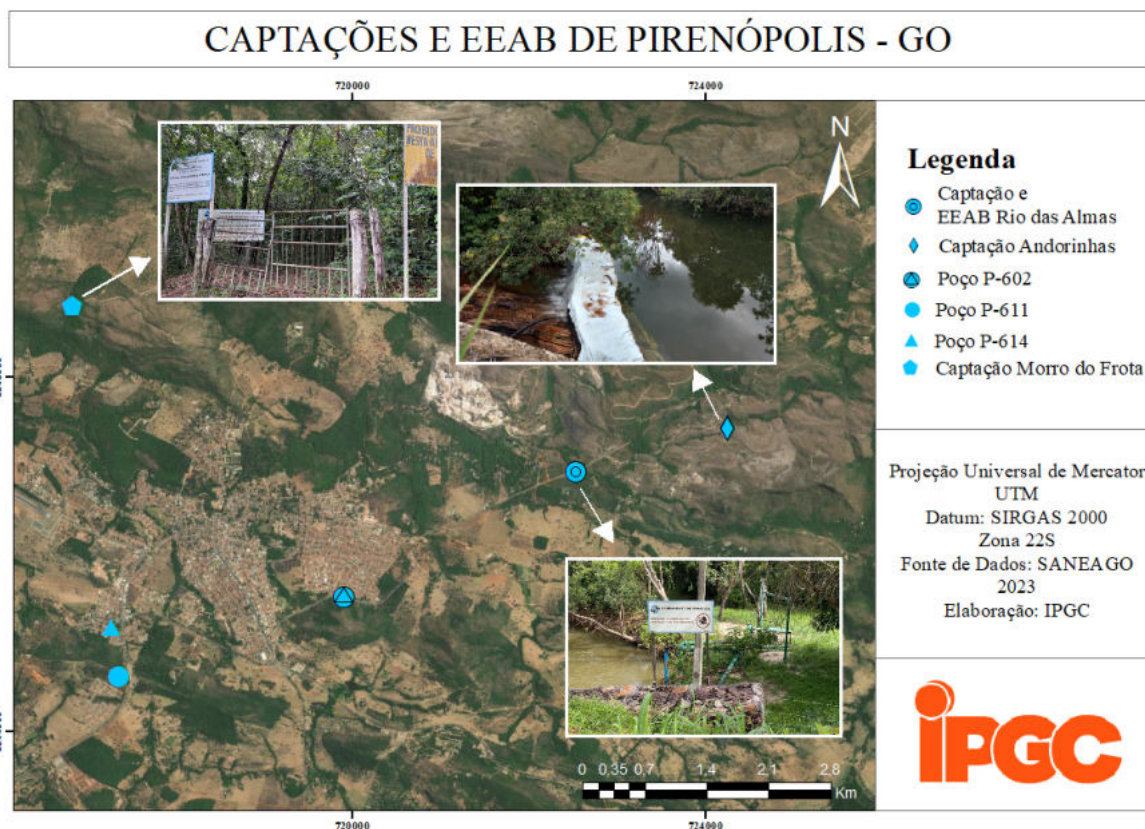 CAPTAÇÕES E EEAB DE PIRENÓPOLIS - GO
720000
724000
PROIBIDO
N
Legenda
Captação e
EEAB Rio das Almas
Captação Andorinhas
Poço P-602
Poço P-611
Poço P-614
Captação Morro do Frota
Projeção Universal de Mercator
UTM
Datum: SIRGAS 2000
Zona 22S
Fonte de Dados: SANEAGO
2023
Elaboração: IPGC
0 0,35 0,7 1,4 2,1 2,8
Km
iPGC
720000
724000